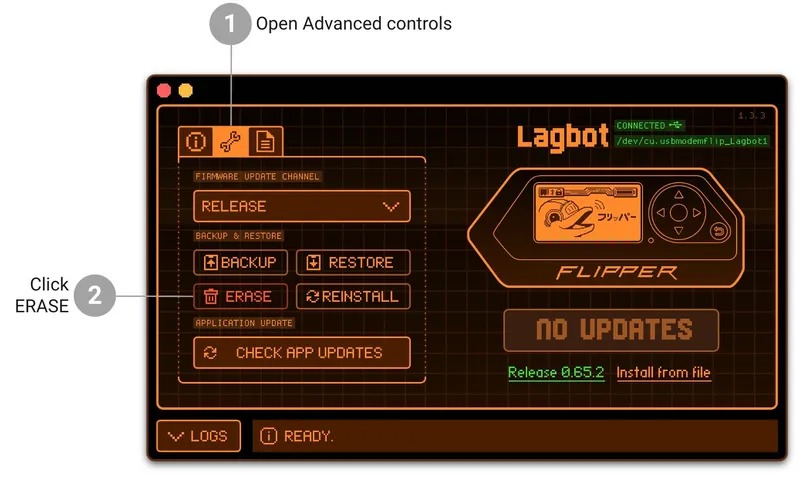 1 Open Advanced controls
1.3.3
Lagbot
CONNECTED
/dev/cu.usbmodemflip_Lagbot1
FIRMWARE UPDATE CHANNEL
RELEASE
BACKUP & RESTORE
BACKUP RESTORE
Click
ERASE 2
ERASE REINSTALL
APPLICATION UPDATE
CHECK APP UPDATES
フリッパー
FLIPPER
NO UPDATES
Release 0.65.2 Install from file
LOGS READY.